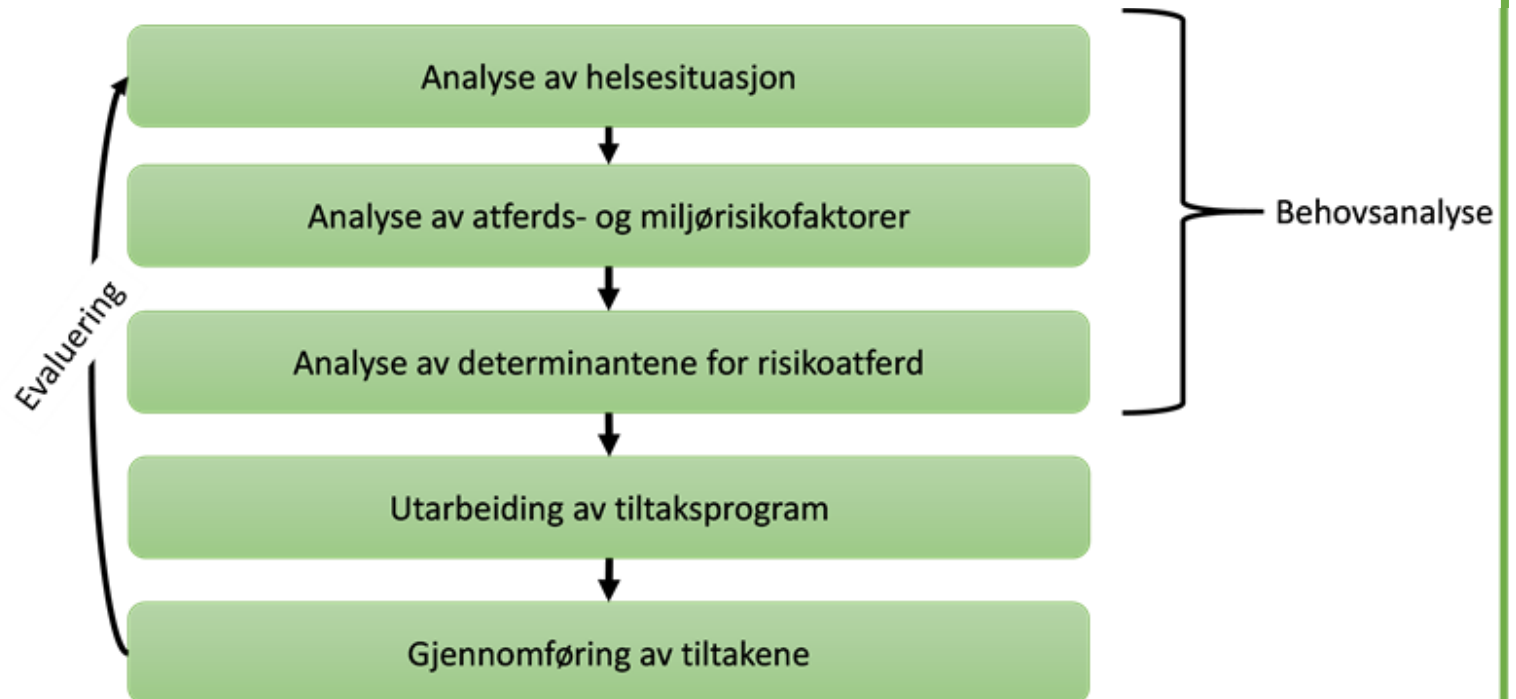 Analyse av helsesituasjon
Analyse av atferds- og miljørisikofaktorer
Behovsanalyse
Evaluering
Analyse av determinantene for risikoatferd
Utarbeiding av tiltaksprogram
Gjennomføring av tiltakene